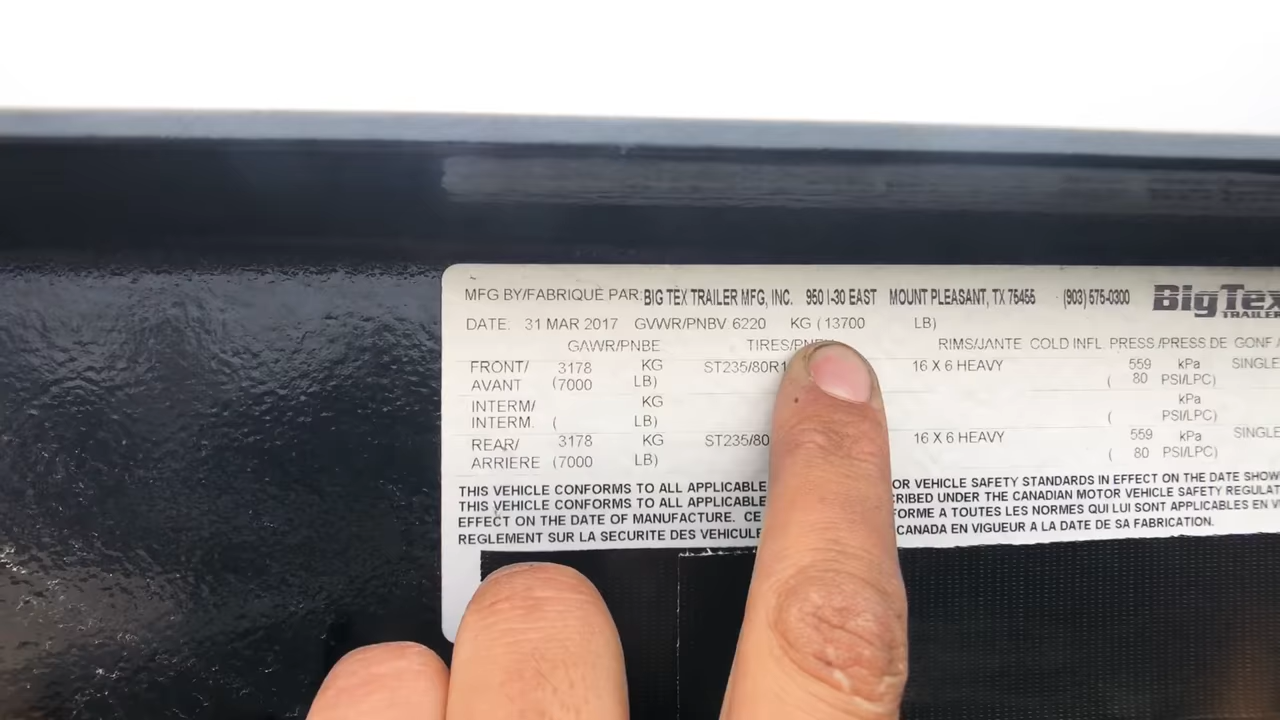 MFG BY/FABRIQUE PAR: BIG TEX TRAILER MFG, INC. 950 I-30 EAST MOUNT PLEASANT, TX 75455 (903) 575-0300 Big Tex
TRAILER
DATE: 31 MAR 2017 GVWR/PNBV 6220 KG ( 13700 LB)
GAWR/PNBE TIRES/ RIMS/JANTE COLD INFL PRESS./PRESS.DE GONF
FRONT/ 3178 KG ST235/80R1 16 X 6 HEAVY 559 kPa SINGLE
AVANT (7000 LB) ( 80 PSI/LPC)
INTERM/ KG kPa
INTERM. ( LB) ( PSI/LPC)
REAR/ 3178 KG ST235/80 16 X 6 HEAVY 559 kPa SINGLE
ARRIERE (7000 LB) ( 80 PSI/LPC)
THIS VEHICLE CONFORMS TO ALL APPLICABLE OR VEHICLE SAFETY STANDARDS IN EFFECT ON THE DATE SHOW
THIS VEHICLE CONFORMS TO ALL APPLICABLE CRIBED UNDER THE CANADIAN MOTOR VEHICLE SAFETY REGULAT
EFFECT ON THE DATE OF MANUFACTURE. CE FORME A TOUTES LES NORMES QUI LUI SONT APPLICABLES EN V
REGLEMENT SUR LA SECURITE DES VEHICULE CANADA EN VIGUEUR A LA DATE DE SA FABRICATION.